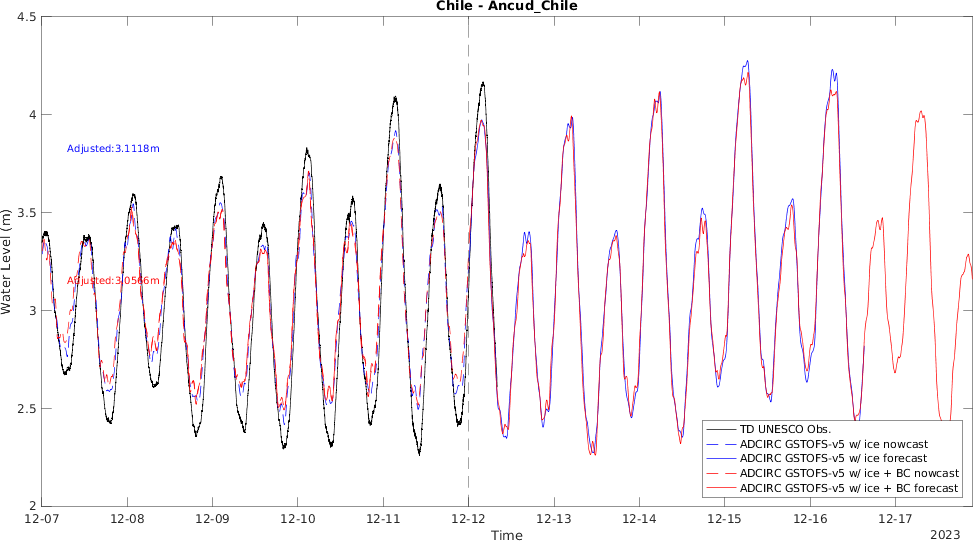 Chile - Ancud_Chile
4.5
4
3.5
3
2.5
2
Water Level (m)
Adjusted:3.1118m
Adjusted:3.0566m
TD UNESCO Obs.
ADCIRC GSTOFS-v5 w/ ice nowcast
ADCIRC GSTOFS-v5 w/ ice forecast
ADCIRC GSTOFS-v5 w/ ice + BC nowcast
ADCIRC GSTOFS-v5 w/ ice + BC forecast
12-07 12-08 12-09 12-10 12-11 12-12 12-13 12-14 12-15 12-16 12-17
Time
2023